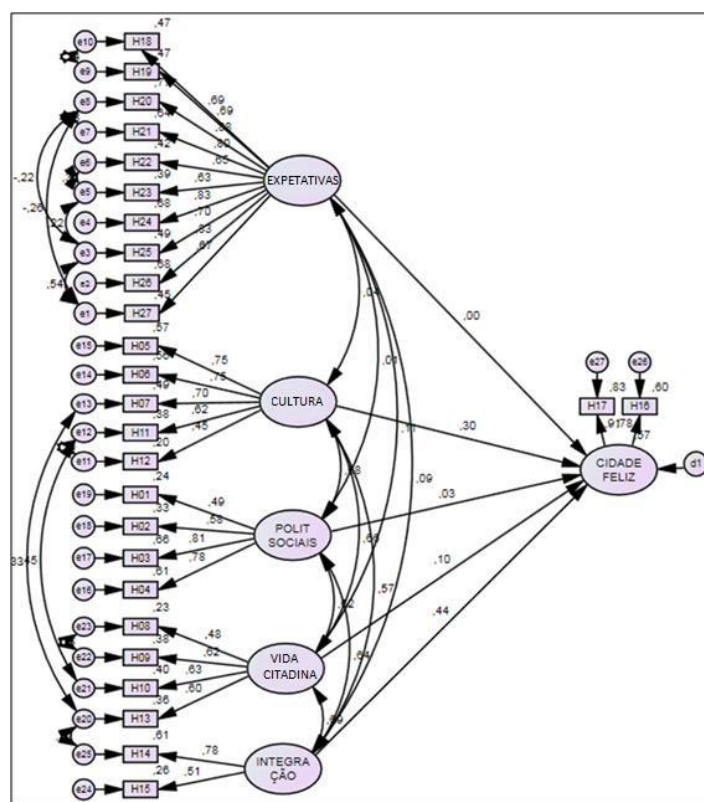 ,47
e10
H18
,47
e9
H19
e8
H20
e7
H21
,42
e6
H22
,39
e5
H23
,68
e4
H24
,49
e3
H25
,68
e2
H26
,45
e1
H27
-,22
-,26
,22
,54
,69
,69
,65
,63
,83
,70
,83
,67
EXPETATIVAS
,57
e15
H05
e14
H06
,49
e13
H07
,38
e12
H11
,20
e11
H12
,75
,75
,70
,62
,45
CULTURA
,24
e19
H01
,33
e18
H02
,66
e17
H03
,61
e16
H04
,49
,58
,81
,78
POLIT
SOCIAIS
,23
e23
H08
,38
e22
H09
,40
e21
H10
,36
e20
H13
,48
,62
,63
,60
VIDA
CITADINA
,61
e25
H14
,26
e24
H15
,78
,51
INTEGRA
ÇÃO
,04
,01
,09
,57
,64
,00
,30
,03
,10
,44
e27
e26
,83
,60
H17
H16
,91
,78
,57
CIDADE
FELIZ
d1